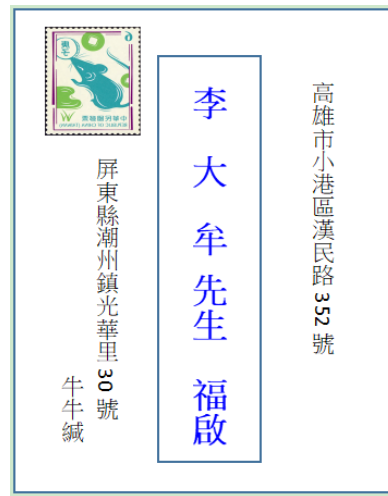 高雄市小港區漢民路 352 號
李 大 牟 先生 福啟
屏東縣潮州鎮光華里 30 號
牛牛緘